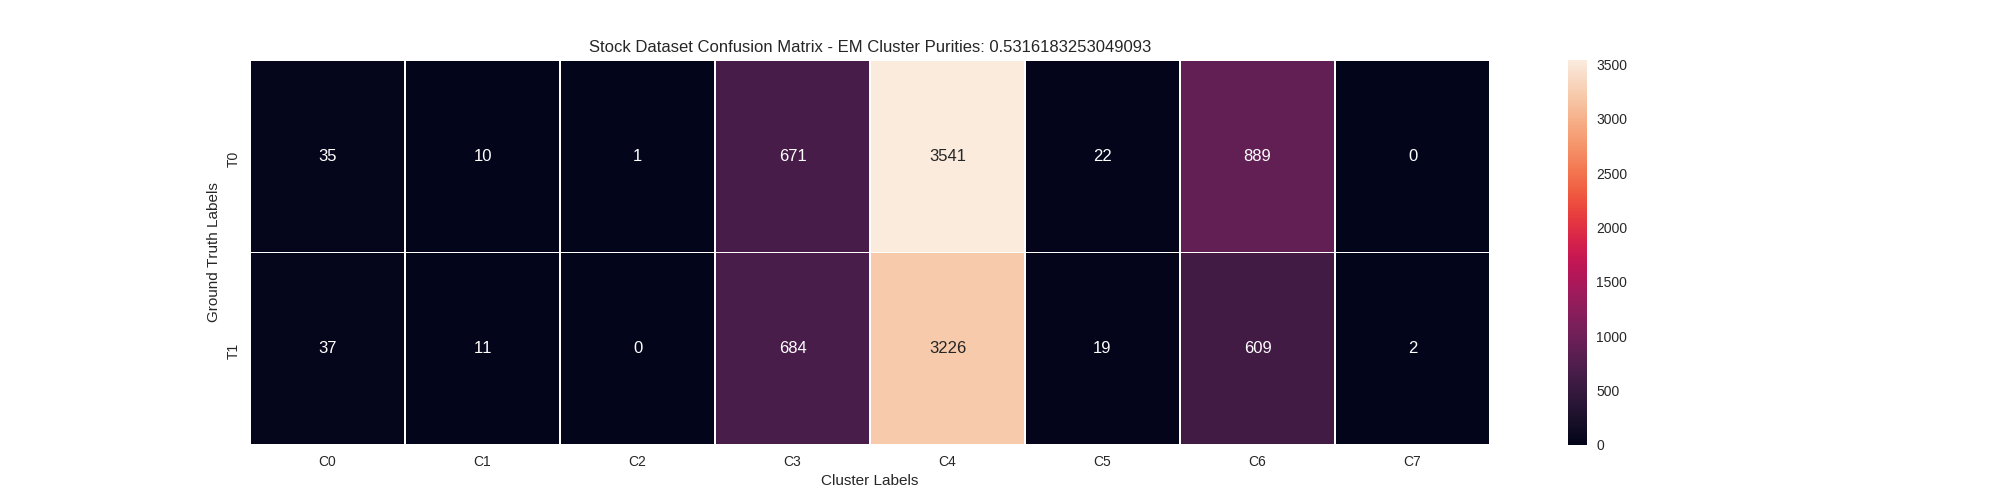 Stock Dataset Confusion Matrix - EM Cluster Purities: 0.5316183253049093
Ground Truth Labels
T0
35 10 1 671 3541 22 889 0
T1
37 11 0 684 3226 19 609 2
C0 C1 C2 C3 C4 C5 C6 C7
Cluster Labels
3500
3000
2500
2000
1500
1000
500
0